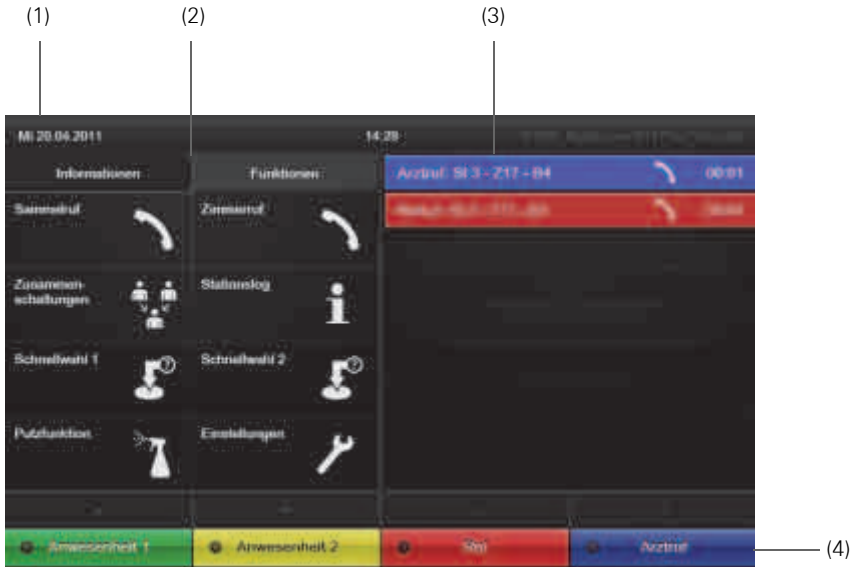 (1) (2) (3)
Mi 20.04.2011 14:29
Informationen Funktionen Arztruf: St 3 - Z17 - B4 00:01
Sammelruf Zimmerruf
Zusammen- Stationslog
schaltungen
Schnellwahl 1 Schnellwahl 2
Putzfunktion Einstellungen
Anwesenheit 1 Anwesenheit 2 Arztruf
(4)